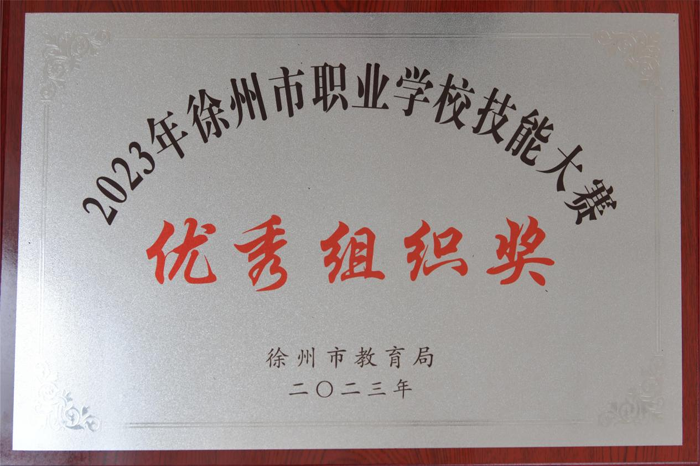 2023年徐州市职业学校技能大赛
优秀组织奖
徐州市教育局
二〇二三年